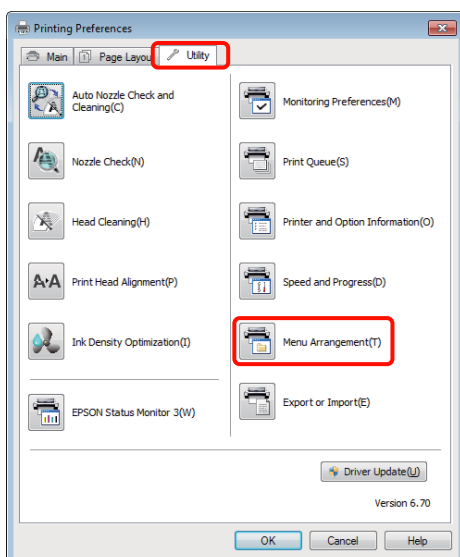 Printing Preferences
Main
Page Layou
Utility
Auto Nozzle Check and
Cleaning(C)
Monitoring Preferences(M)
Nozzle Check(N)
Print Queue(S)
Head Cleaning(H)
Printer and Option Information(O)
Print Head Alignment(P)
Speed and Progress(D)
Ink Density Optimization(I)
Menu Arrangement(T)
EPSON Status Monitor 3(W)
Export or Import(E)
Driver Update(U)
Version 6.70
OK
Cancel
Help